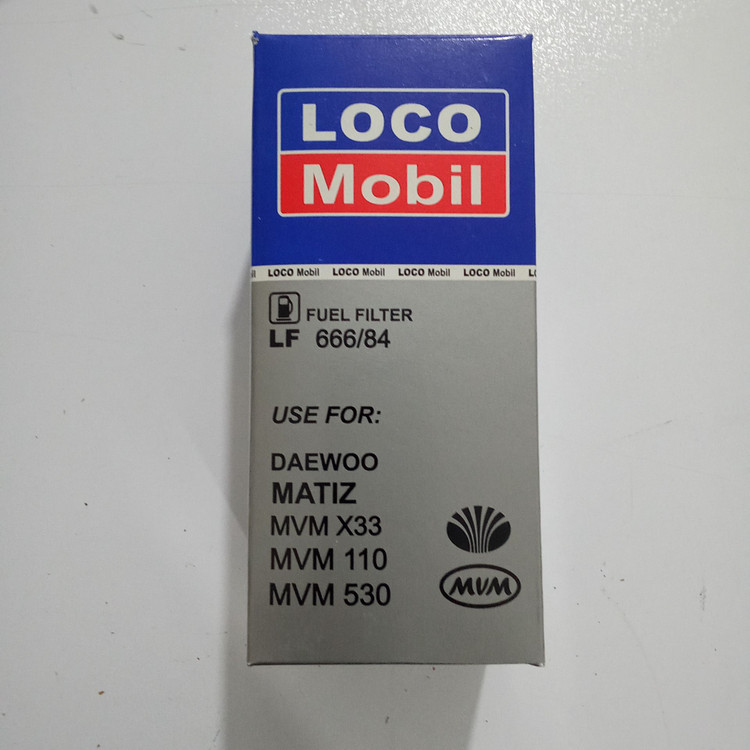 LOCO
Mobil
LOCO Mobil LOCO Mobil LOCO Mobil LOCO Mobil
FUEL FILTER
LF 666/84
USE FOR:
DAEWOO
MATIZ
MVM X33
MVM 110
MVM 530
MVM